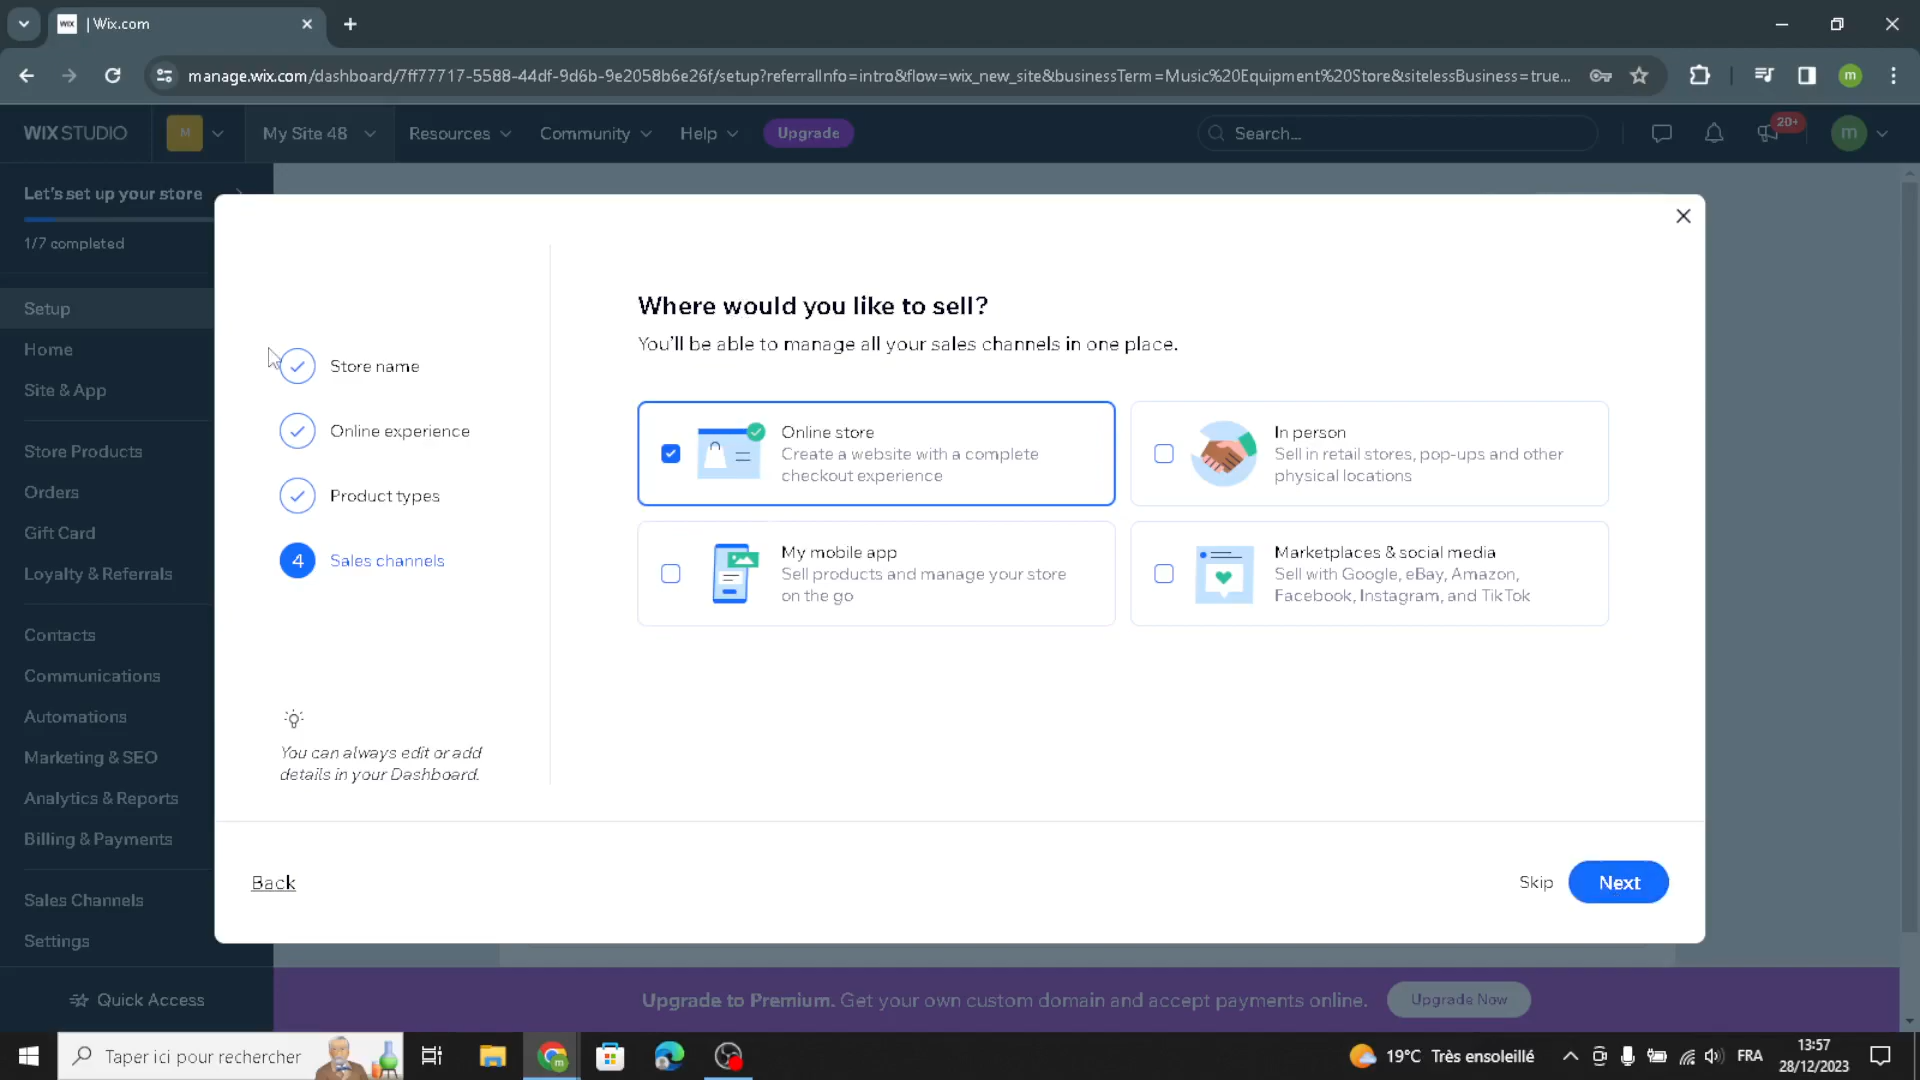 WIX | Wix.com
manage.wix.com/dashboard/7ff77717-5588-44df-9d6b-9e2058b6e26f/setup?referralInfo=intro&flow=wix_new_site&businessTerm=Music%20Equipment%20Store&sitelessBusiness=true...
m
WIX STUDIO
M
My Site 48
Resources
Community
Help
Upgrade
Search...
20+
m
Let's set up your store
1/7 completed
Setup
Home
Site & App
Store Products
Orders
Gift Card
Loyalty & Referrals
Contacts
Communications
Automations
Marketing & SEO
Analytics & Reports
Billing & Payments
Sales Channels
Settings
Quick Access
Store name
Online experience
Product types
4 Sales channels
You can always edit or add
details in your Dashboard.
Where would you like to sell?
You'll be able to manage all your sales channels in one place.
Online store
Create a website with a complete
checkout experience
In person
Sell in retail stores, pop-ups and other
physical locations
My mobile app
Sell products and manage your store
on the go
Marketplaces & social media
Sell with Google, eBay, Amazon,
Facebook, Instagram, and TikTok
Back
Skip
Next
Upgrade to Premium. Get your own custom domain and accept payments online.
Upgrade Now
Taper ici pour rechercher
m
19°C Très ensoleillé
FRA
13:57
28/12/2023